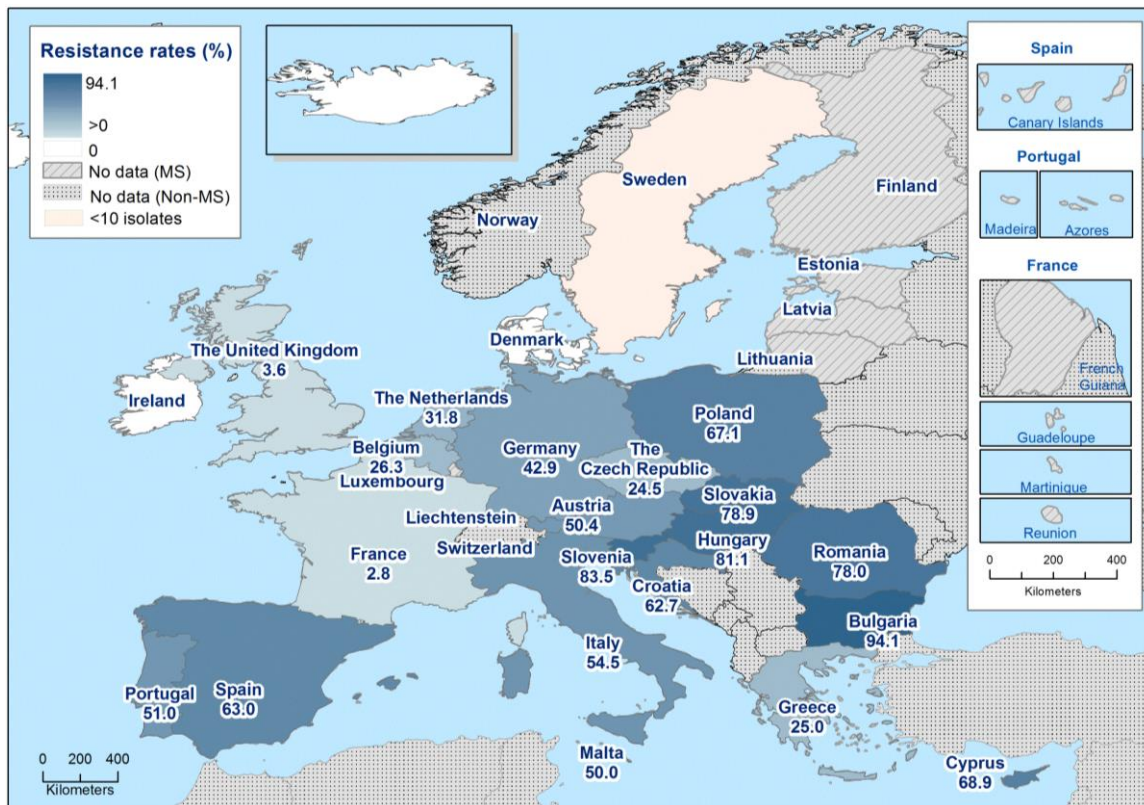 Resistance rates (%)
94.1
>0
0
No data (MS)
No data (Non-MS)
<10 isolates
Spain
Canary Islands
Portugal
Madeira
Azores
France
French
Guiana
Guadeloupe
Martinique
Reunion
0 200 400
Kilometers
Sweden
Finland
Norway
Estonia
Latvia
Denmark
Lithuania
The United Kingdom
3.6
Ireland
The Netherlands
31.8
Poland
67.1
Belgium
26.3
Luxembourg
Germany
42.9
The
Czech Republic
24.5
Slovakia
78.9
Austria
50.4
Liechtenstein
Switzerland
Hungary
81.1
Romania
78.0
France
2.8
Slovenia
83.5
Croatia
62.7
Bulgaria
94.1
Italy
54.5
Portugal
51.0
Spain
63.0
Greece
25.0
Malta
50.0
Cyprus
68.9
0 200 400
Kilometers